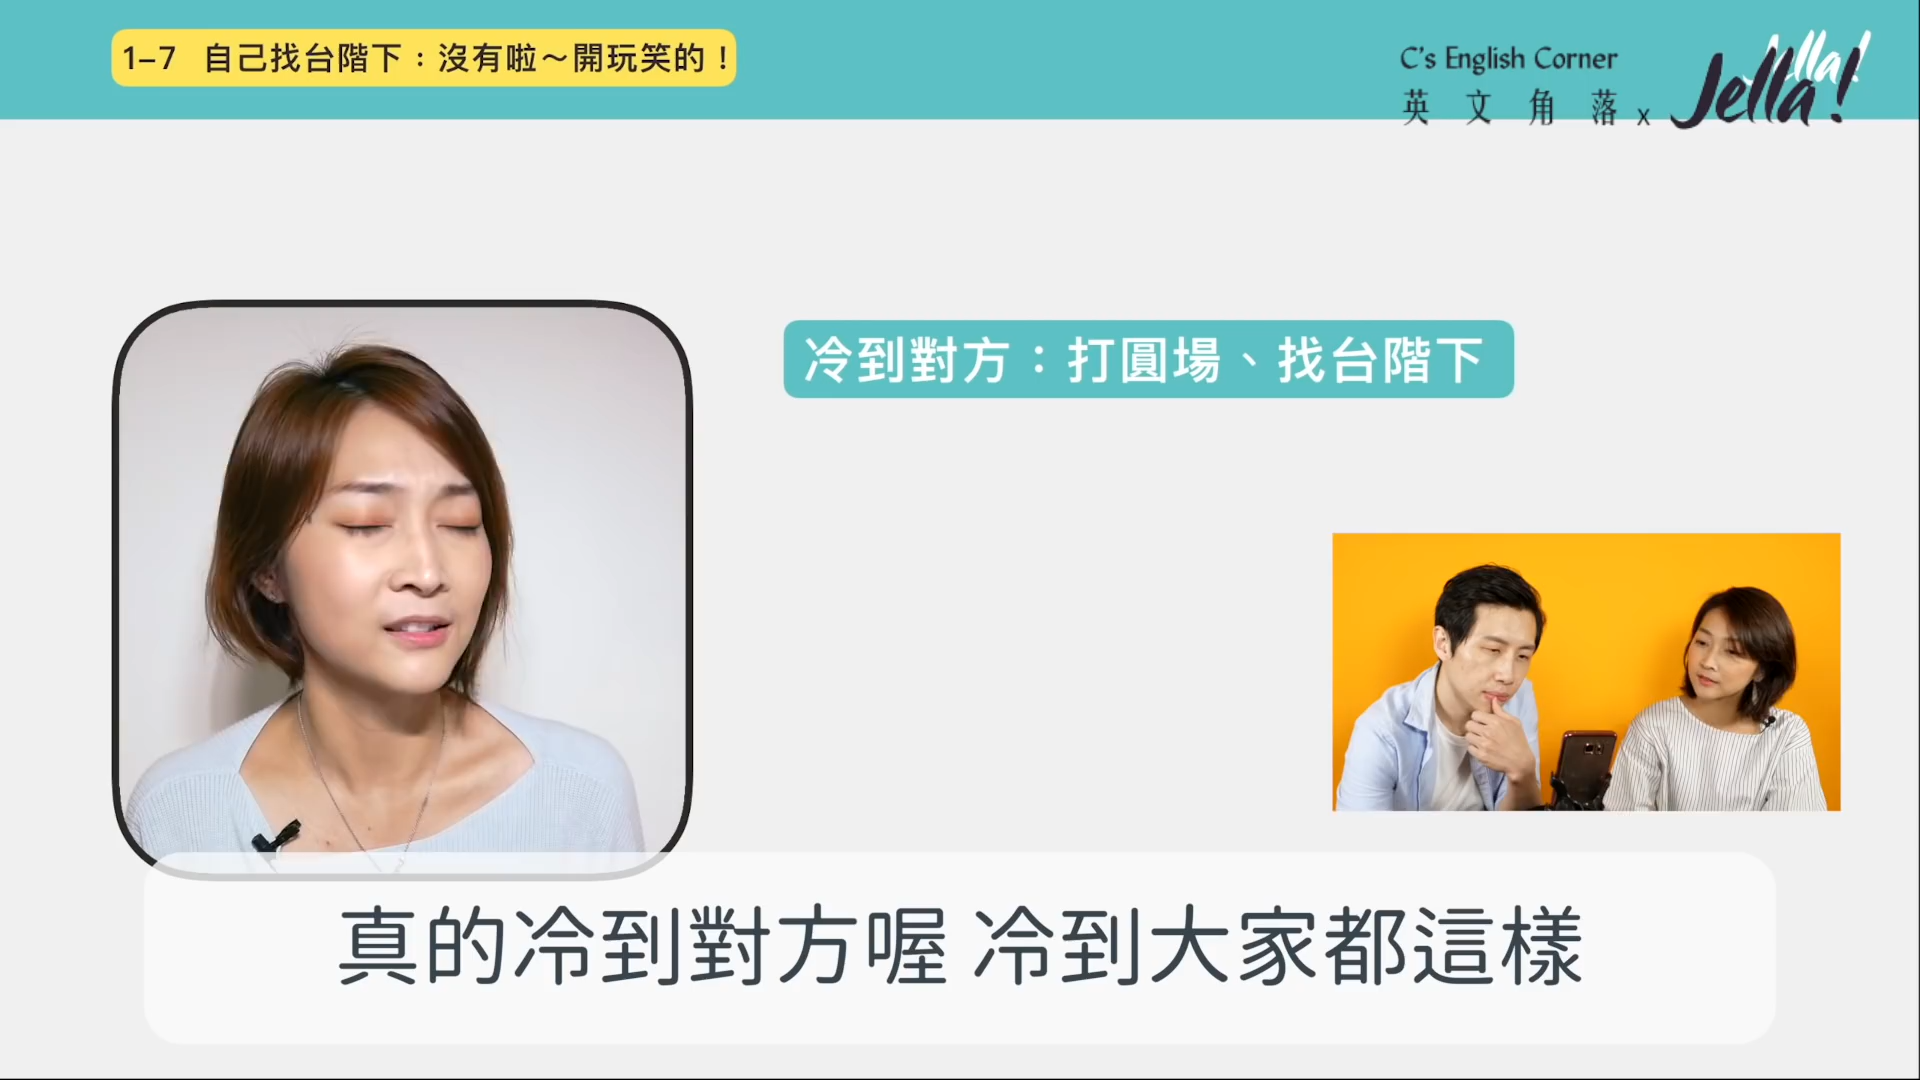 1–7 自己找台階下：沒有啦～開玩笑的！
C's English Corner
英文角落 x Jella!
Jella!
冷到對方：打圓場、找台階下
真的冷到對方喔 冷到大家都這樣